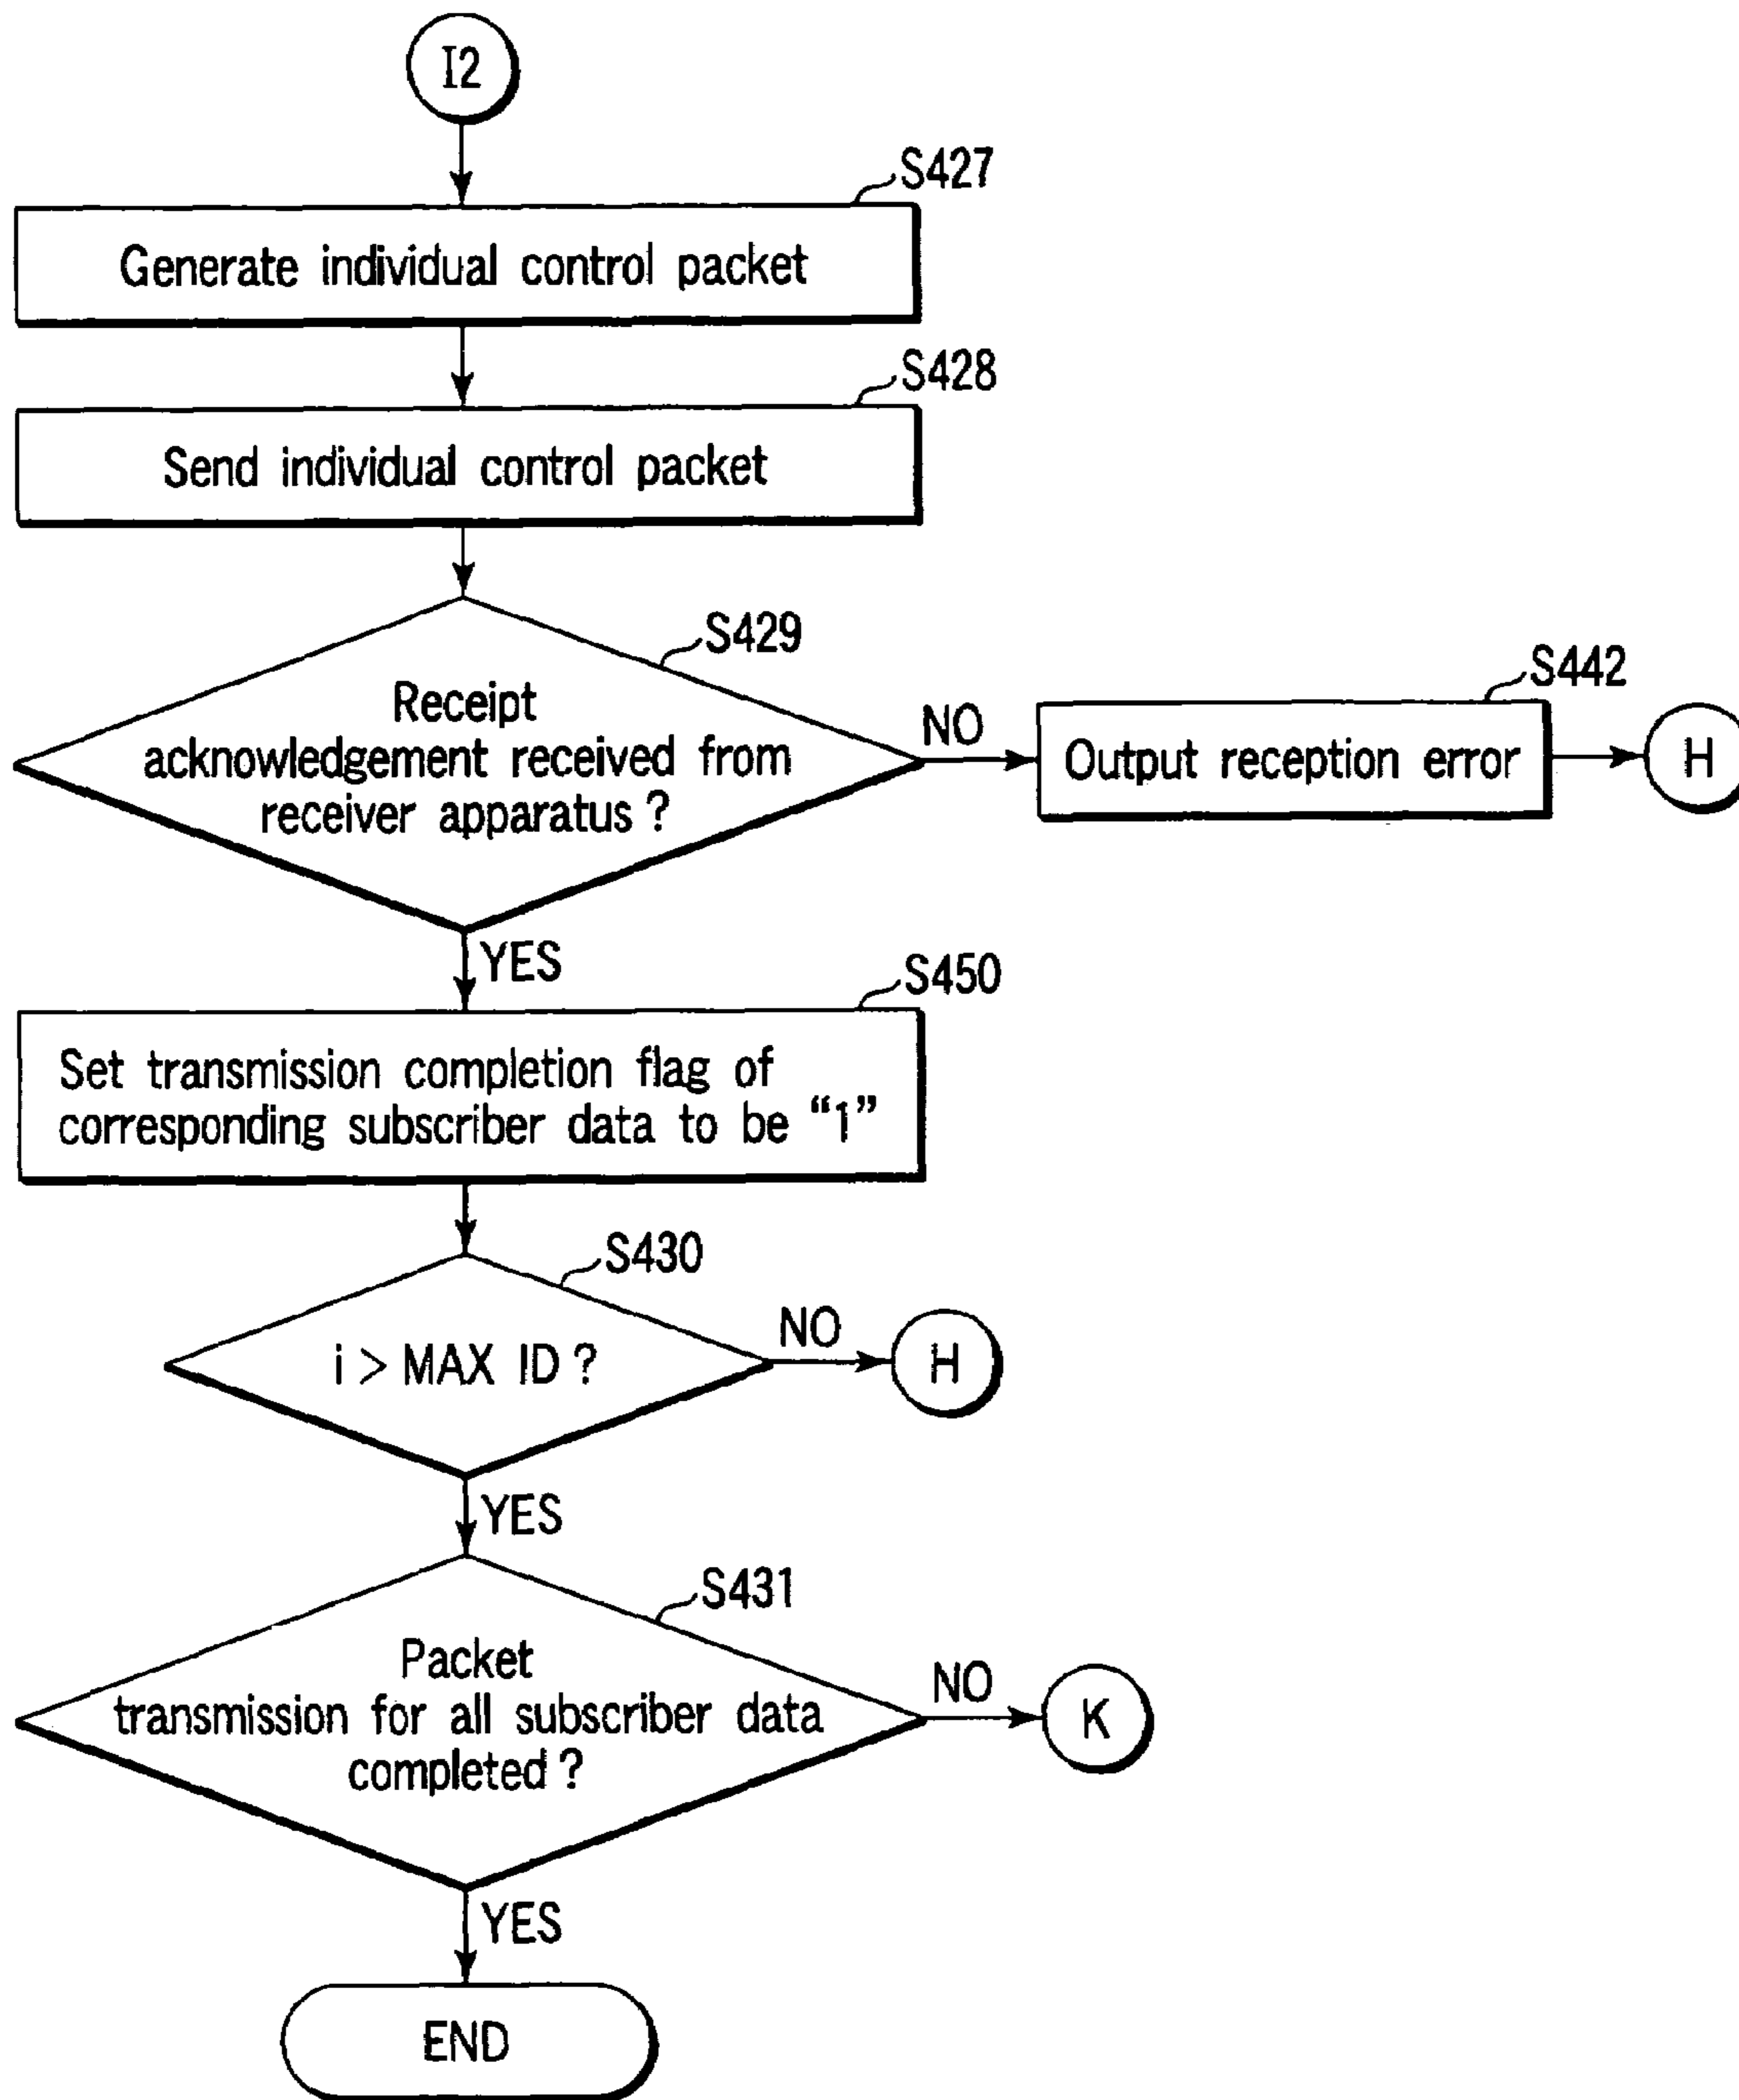 I2
S427
Generate individual control packet
S428
Send individual control packet
S429
Receipt
acknowledgement received from
receiver apparatus ?
NO
S442
Output reception error
H
YES
S450
Set transmission completion flag of
corresponding subscriber data to be “1”
S430
i > MAX ID ?
NO
H
YES
S431
Packet
transmission for all subscriber data
completed ?
NO
K
YES
END